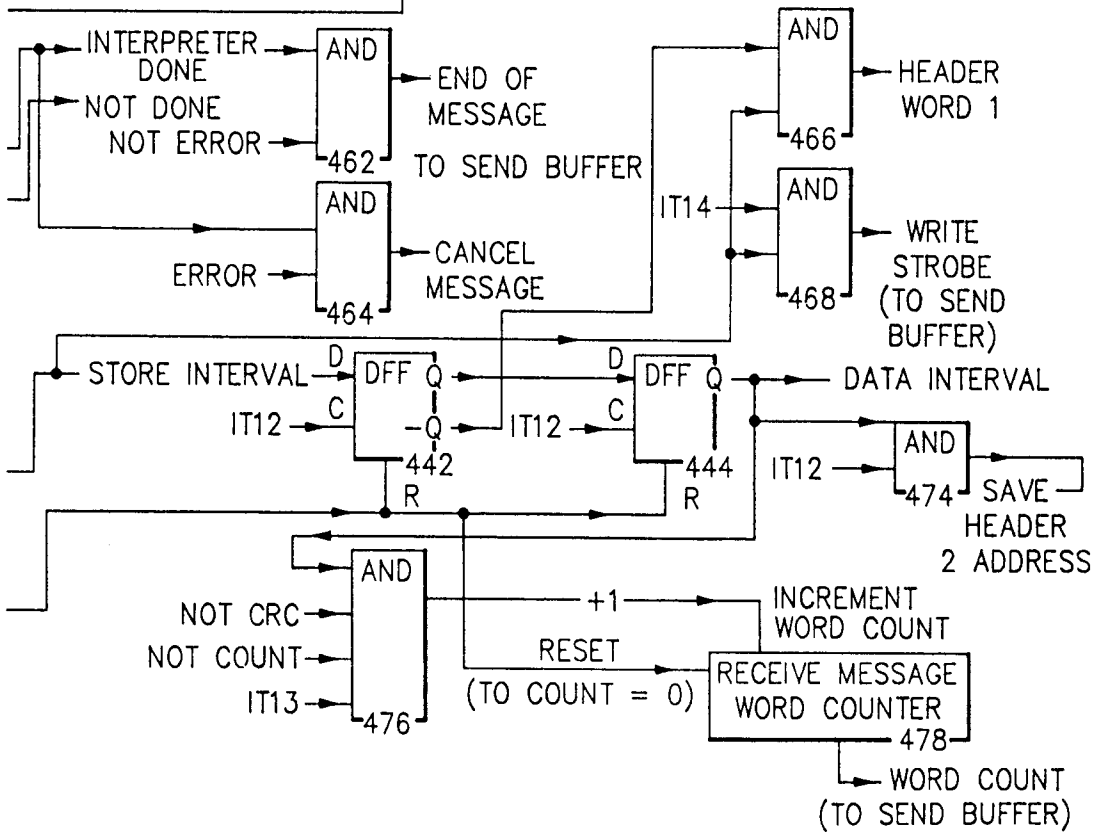 INTERPRETER
DONE
NOT DONE
NOT ERROR
AND
462
END OF
MESSAGE
TO SEND BUFFER
AND
466
HEADER
WORD 1
ERROR
AND
464
CANCEL
MESSAGE
IT14
AND
468
WRITE
STROBE
(TO SEND
BUFFER)
STORE INTERVAL
D
DFF Q
IT12
C
-Q
442
R
D
DFF Q
IT12
C
444
R
DATA INTERVAL
IT12
AND
474
SAVE
HEADER
2 ADDRESS
AND
NOT CRC
NOT COUNT
IT13
476
+1
INCREMENT
WORD COUNT
RESET
(TO COUNT = 0)
RECEIVE MESSAGE
WORD COUNTER
478
WORD COUNT
(TO SEND BUFFER)